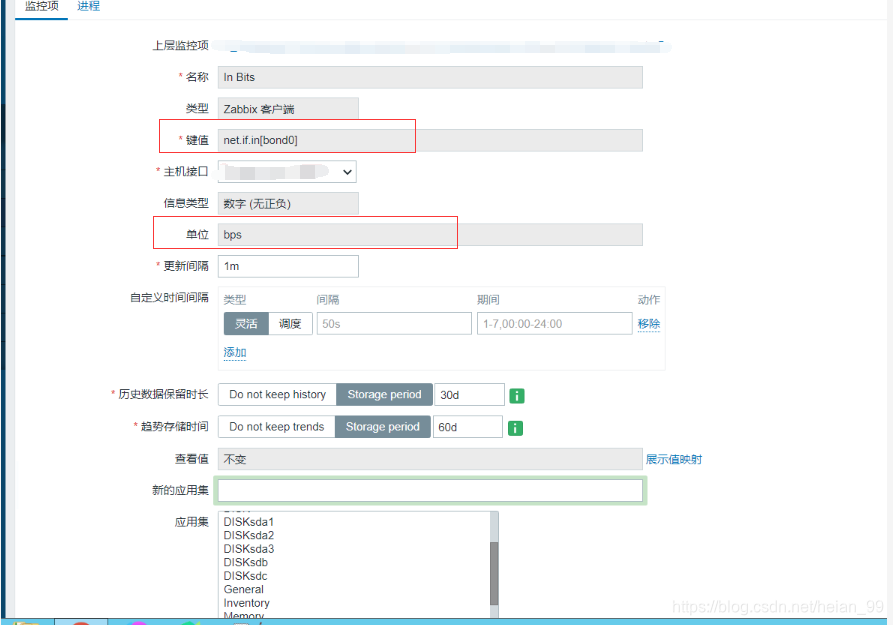 监控项 进程
上层监控项
* 名称 In Bits
类型 Zabbix 客户端
* 键值 net.if.in[bond0]
* 主机接口
信息类型 数字 (无正负)
单位 bps
* 更新间隔 1m
自定义时间间隔 类型 间隔 期间 动作
灵活 调度 50s 1-7,00:00-24:00 移除
添加
* 历史数据保留时长 Do not keep history Storage period 30d
* 趋势存储时间 Do not keep trends Storage period 60d
查看值 不变 展示值映射
新的应用集
应用集
DISKsda1
DISKsda2
DISKsda3
DISKsdb
DISKsdc
General
Inventory
Memory
https://blog.csdn.net/heian_99